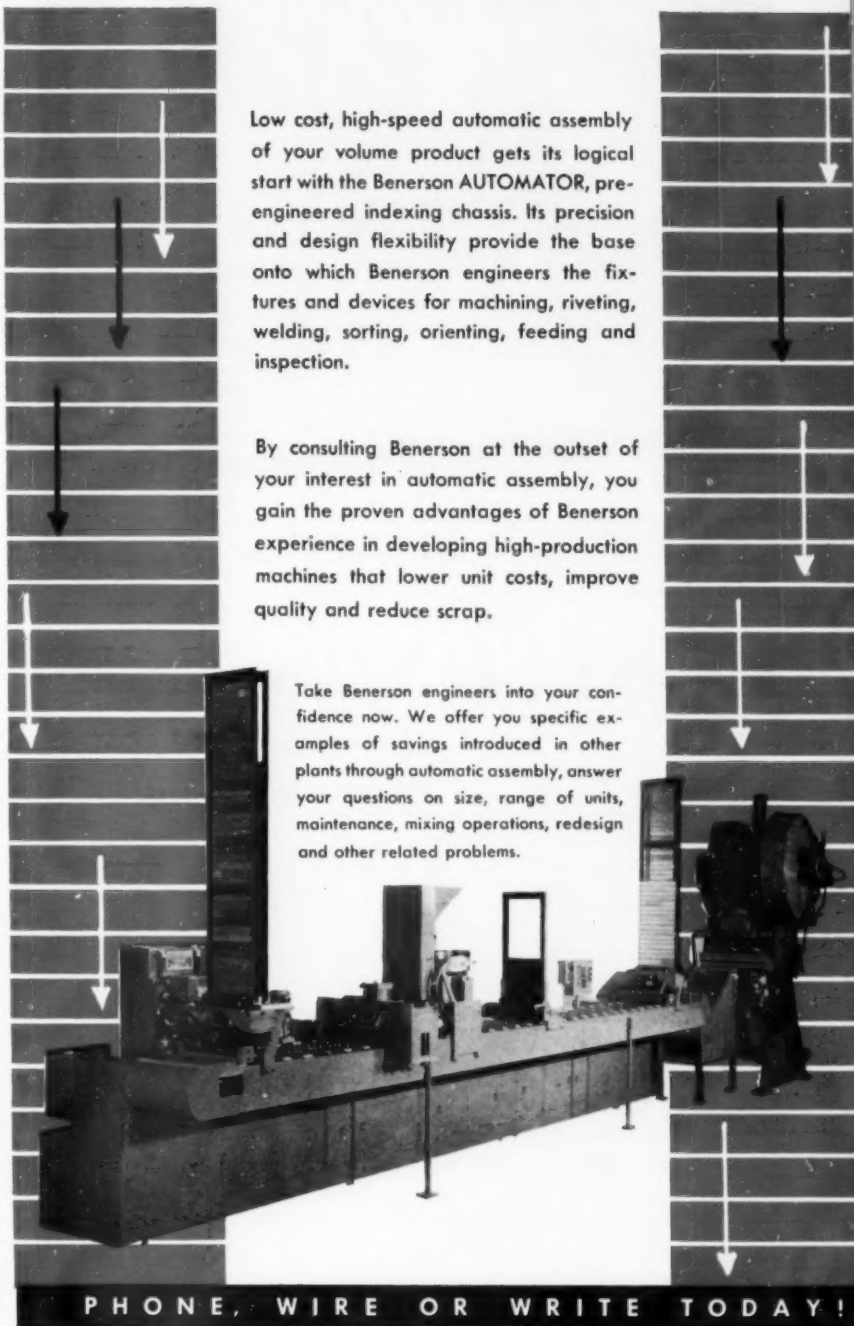 Low cost, high-speed automatic assembly
of your volume product gets its logical
start with the Benerson AUTOMATOR, pre-
engineered indexing chassis. Its precision
and design flexibility provide the base
onto which Benerson engineers the fix-
tures and devices for machining, riveting,
welding, sorting, orienting, feeding and
inspection.
By consulting Benerson at the outset of
your interest in automatic assembly, you
gain the proven advantages of Benerson
experience in developing high-production
machines that lower unit costs, improve
quality and reduce scrap.
Take Benerson engineers into your con-
fidence now. We offer you specific ex-
amples of savings introduced in other
plants through automatic assembly, answer
your questions on size, range of units,
maintenance, mixing operations, redesign
and other related problems.
PHONE, WIRE OR WRITE TODAY!